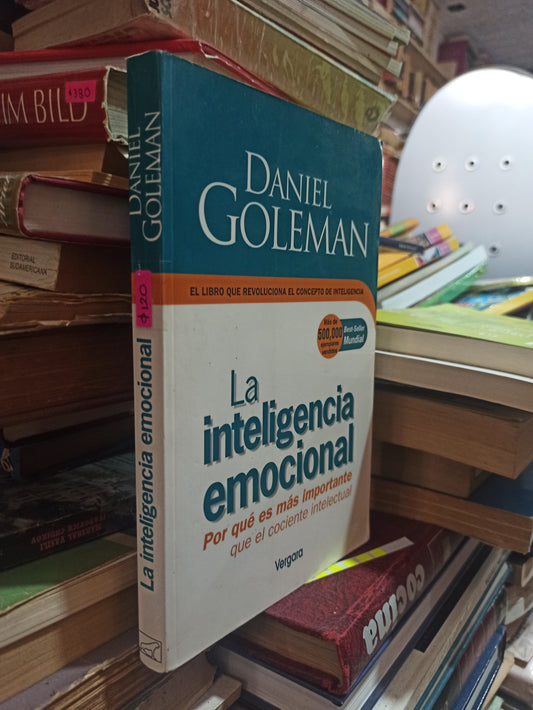 DANIEL
GOLEMAN
EL LIBRO QUE REVOLUCIONA EL CONCEPTO DE INTELIGENCIA
Más de
500,000
ejemplares
vendidos
Best-Seller
Mundial
La
inteligencia
emocional
Por qué es más importante
que el cociente intelectual
Vergara
DANIEL
GOLEMAN
$120
La inteligencia emocional
IM BILD
$380
EDITORIAL
SUDAMERICANA
cocina